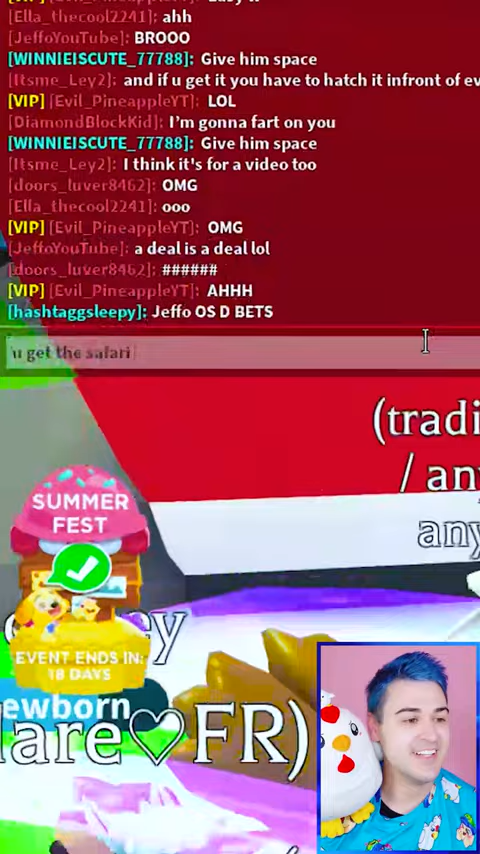 [Ella_thecool2241]: ahh
[JeffoYouTube]: BROOO
[WINNIEISCUTE_77788]: Give him space
[Itsme_Ley2]: and if u get it you have to hatch it infront of ev
[VIP] [Evil_PineappleYT]: LOL
[DiamondBlockKid]: I'm gonna fart on you
[WINNIEISCUTE_77788]: Give him space
[Itsme_Ley2]: I think it's for a video too
[doors_luver8462]: OMG
[Ella_thecool2241]: ooo
[VIP] [Evil_PineappleYT]: OMG
[JeffoYouTube]: a deal is a deal lol
[doors_luver8462]: ######
[VIP] [Evil_PineappleYT]: AHHH
[hashtaggsleepy]: Jeffo OS D BETS
u get the safari
(tradi
/ any
any
SUMMER
FEST
EVENT ENDS IN:
18 DAYS
ewborn
lare♡FR)